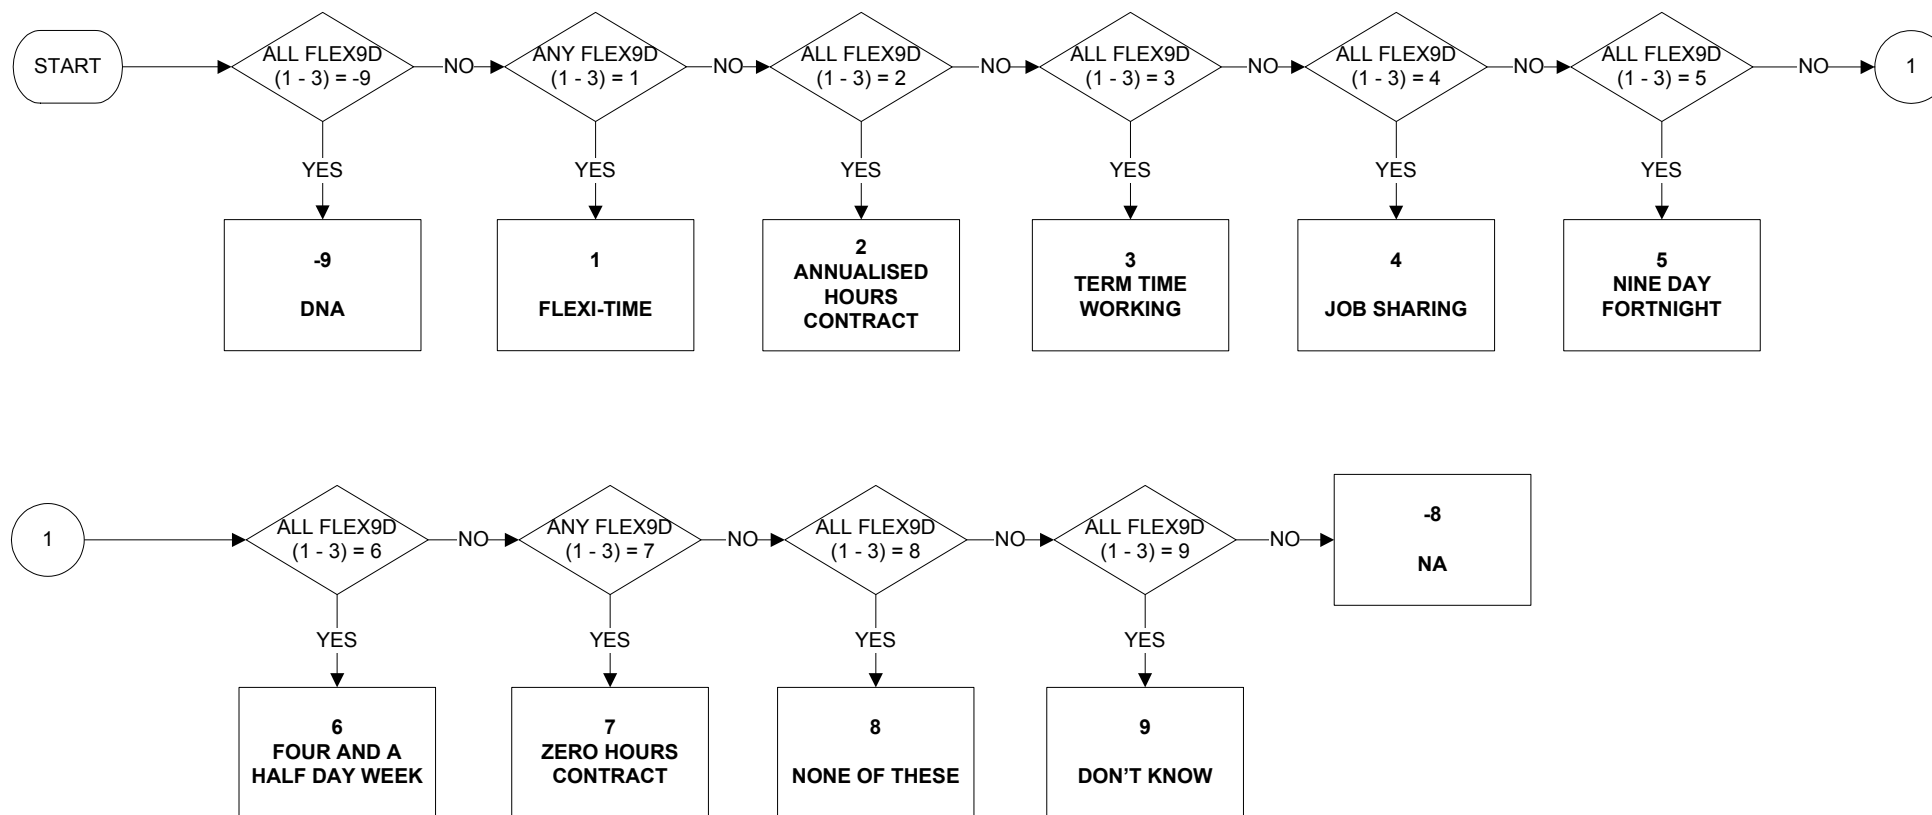 START
ALL FLEX9D
(1 - 3) = -9
NO
ANY FLEX9D
(1 - 3) = 1
NO
ALL FLEX9D
(1 - 3) = 2
NO
ALL FLEX9D
(1 - 3) = 3
NO
ALL FLEX9D
(1 - 3) = 4
NO
ALL FLEX9D
(1 - 3) = 5
NO
1
YES
YES
YES
YES
YES
YES
-9
DNA
1
FLEXI-TIME
2
ANNUALISED
HOURS
CONTRACT
3
TERM TIME
WORKING
4
JOB SHARING
5
NINE DAY
FORTNIGHT
1
ALL FLEX9D
(1 - 3) = 6
NO
ANY FLEX9D
(1 - 3) = 7
NO
ALL FLEX9D
(1 - 3) = 8
NO
ALL FLEX9D
(1 - 3) = 9
NO
-8
NA
YES
YES
YES
YES
6
FOUR AND A
HALF DAY WEEK
7
ZERO HOURS
CONTRACT
8
NONE OF THESE
9
DON’T KNOW